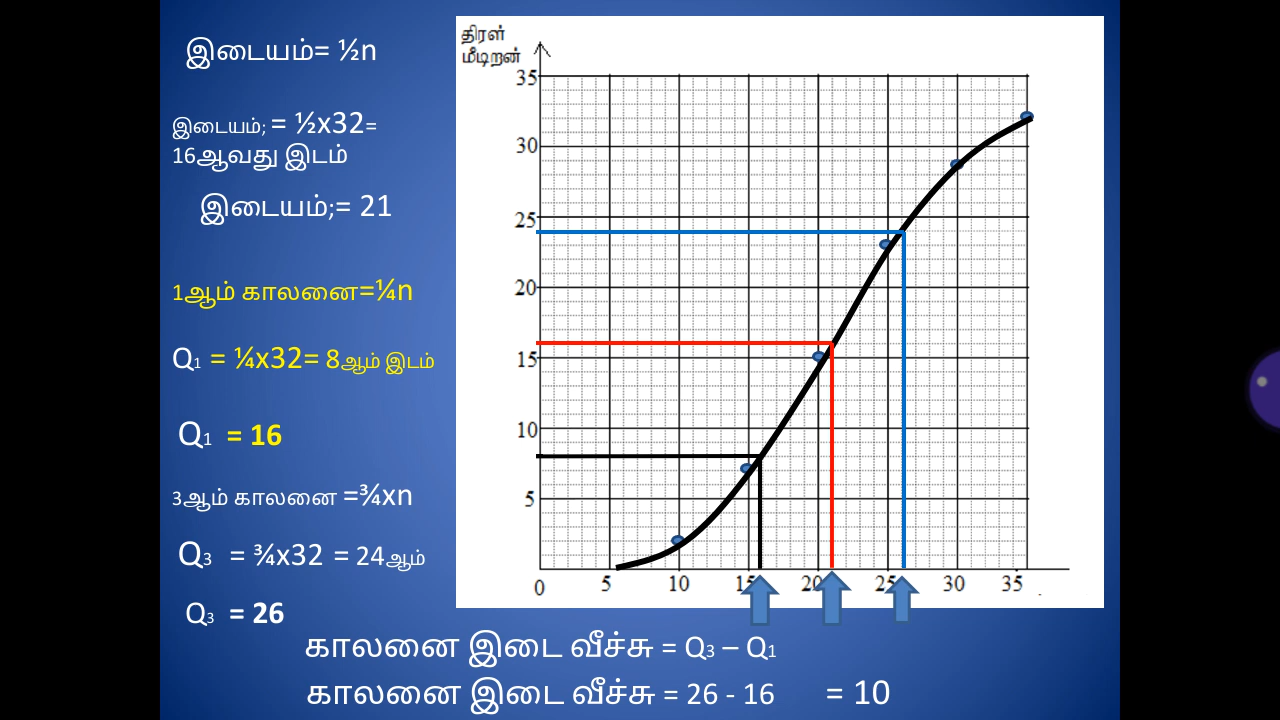 இடையம்= ½n
இடையம்; = ½x32=
16ஆவது இடம்
இடையம்;= 21
1ஆம் காலனை=¼n
Q1 = ¼x32= 8ஆம் இடம்
Q1 = 16
3ஆம் காலனை =¾xn
Q3 = ¾x32 = 24ஆம்
Q3 = 26
திரள்
மீடிறன்
35
30
25
20
15
10
5
0 5 10 15 20 25 30 35
காலனை இடை வீச்சு = Q3 – Q1
காலனை இடை வீச்சு = 26 - 16 = 10